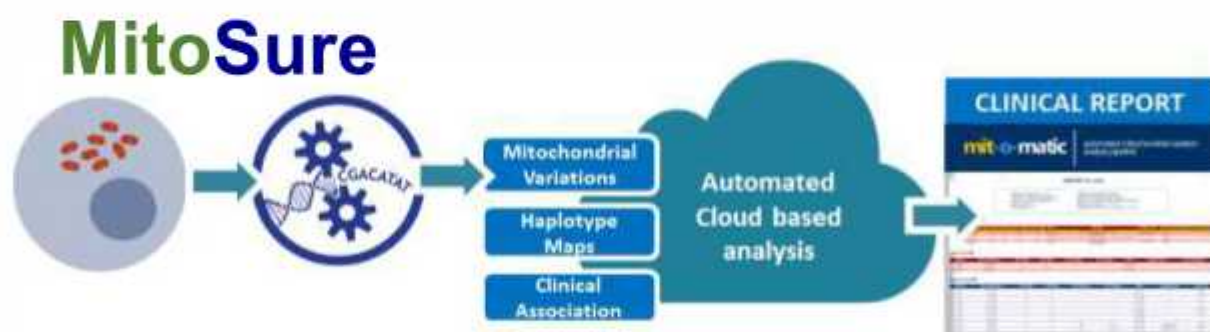 MitoSure
CGACATAT
Mitochondrial
Variations
Haplotype
Maps
Clinical
Association
Automated
Cloud based
analysis
CLINICAL REPORT
mit-o-matic